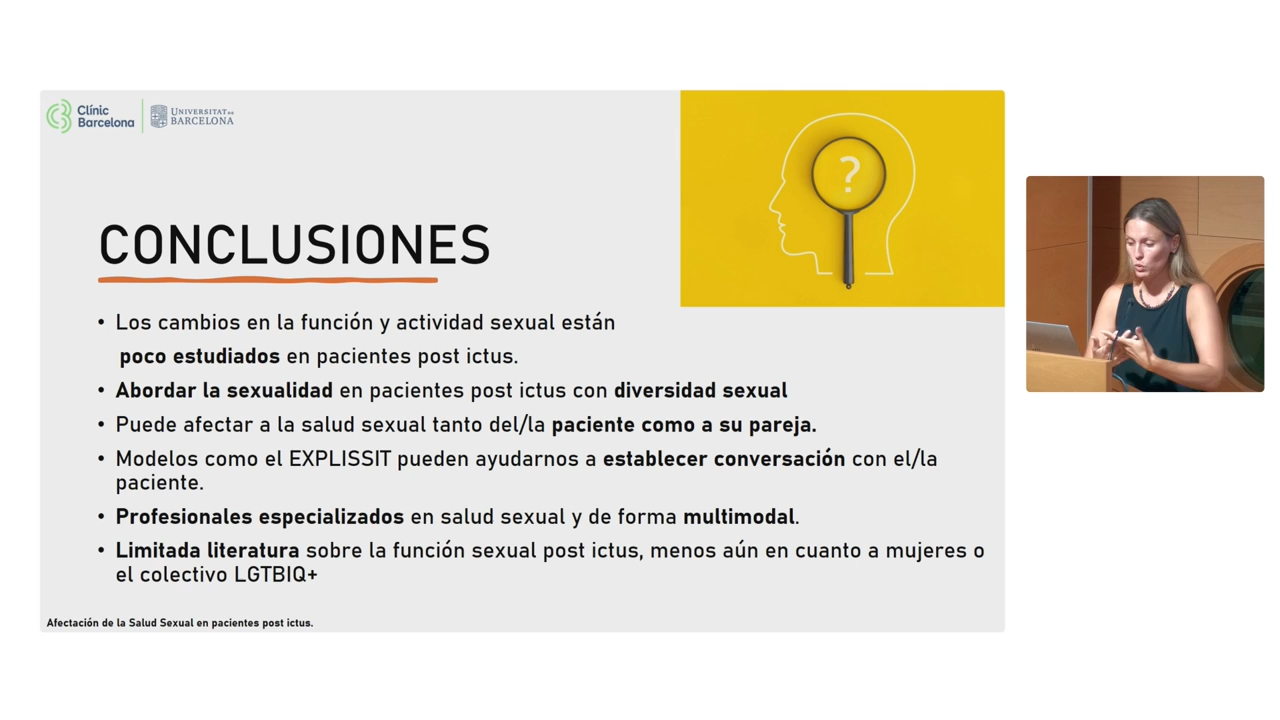 Clínic
Barcelona
UNIVERSITAT DE
BARCELONA
?
CONCLUSIONES
• Los cambios en la función y actividad sexual están
poco estudiados en pacientes post ictus.
• Abordar la sexualidad en pacientes post ictus con diversidad sexual
• Puede afectar a la salud sexual tanto del/la paciente como a su pareja.
• Modelos como el EXPLISSIT pueden ayudarnos a establecer conversación con el/la
paciente.
• Profesionales especializados en salud sexual y de forma multimodal.
• Limitada literatura sobre la función sexual post ictus, menos aún en cuanto a mujeres o
el colectivo LGTBIQ+
Afectación de la Salud Sexual en pacientes post ictus.